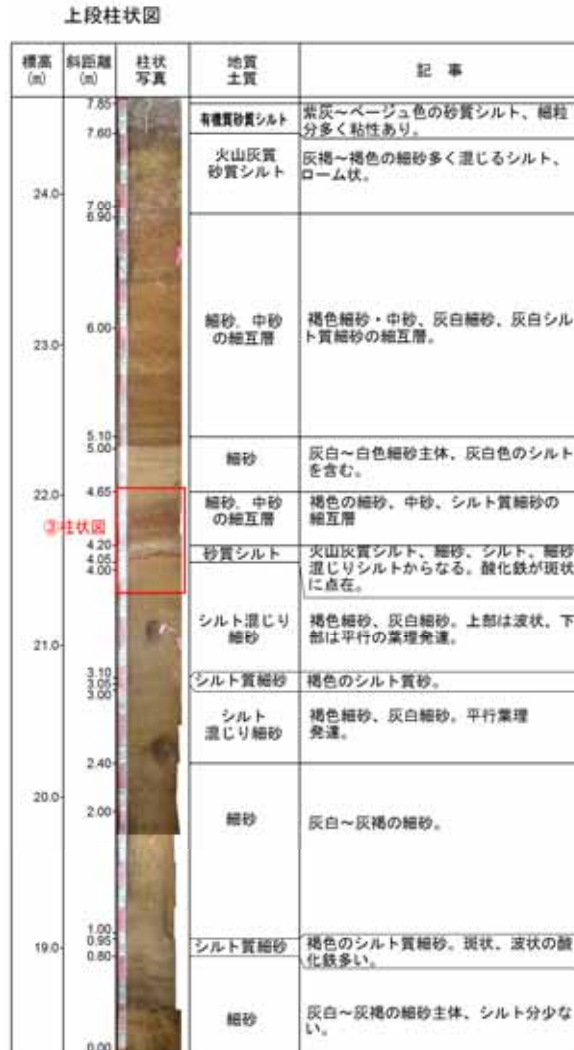 上段柱状図
標高(m) 斜距離(m) 柱状写真 地質土質 記 事
7.85
有機質砂質シルト
紫灰～ベージュ色の砂質シルト、細粒
分多く粘性あり。
7.60
火山灰質
砂質シルト
灰褐～褐色の細砂多く混じるシルト、
ローム状。
24.0
7.00
6.90
細砂、中砂
の細互層
褐色細砂・中砂、灰白細砂、灰白シル
ト質細砂の細互層。
6.00
23.0
5.10
5.00
細砂
灰白～白色細砂主体、灰白色のシルト
を含む。
22.0
4.65
細砂、中砂
の細互層
褐色の細砂、中砂、シルト質細砂の
細互層
③柱状図
4.20
4.05
4.00
砂質シルト
火山灰質シルト、細砂、シルト、細砂
混じりシルトからなる。酸化鉄が斑状
に点在。
シルト混じり
細砂
褐色細砂、灰白細砂。上部は波状、下
部は平行の葉理発達。
21.0
3.10
3.05
3.00
シルト質細砂
褐色のシルト質砂。
シルト
混じり細砂
褐色細砂、灰白細砂。平行葉理
発達。
2.40
20.0
2.00
細砂
灰白～灰褐の細砂。
1.00
0.95
0.80
19.0
シルト質細砂
褐色のシルト質細砂。斑状、波状の酸
化鉄多い。
細砂
灰白～灰褐の細砂主体、シルト分少な
い。
0.00